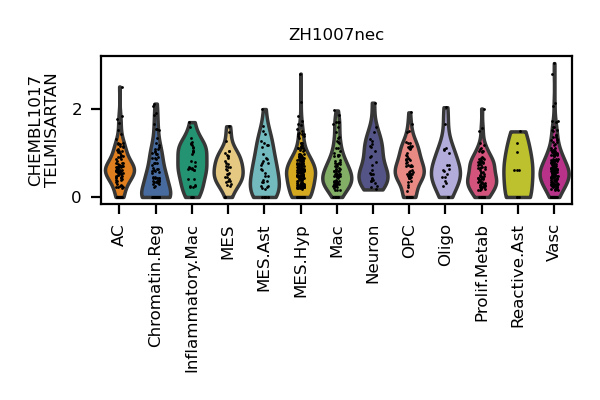 ZH1007nec
CHEMBL1017
TELMISARTAN
2
0
AC
Chromatin.Reg
Inflammatory.Mac
MES
MES.Ast
MES.Hyp
Mac
Neuron
OPC
Oligo
Prolif.Metab
Reactive.Ast
Vasc